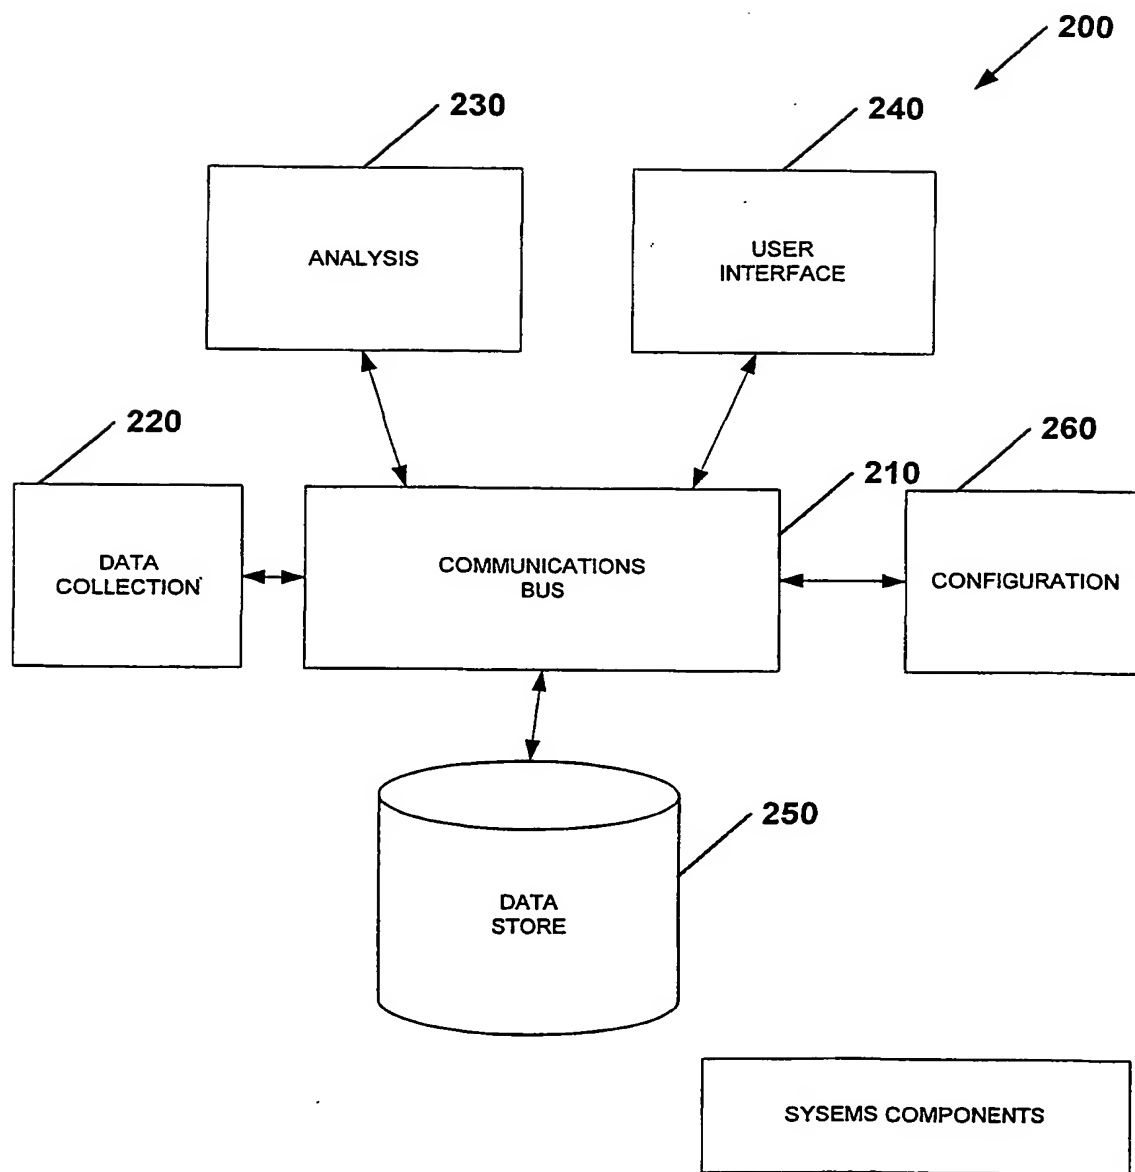 200
230
240
ANALYSIS
USER
INTERFACE
220
260
210
DATA
COLLECTION
COMMUNICATIONS
BUS
CONFIGURATION
250
DATA
STORE
SYSEMS COMPONENTS